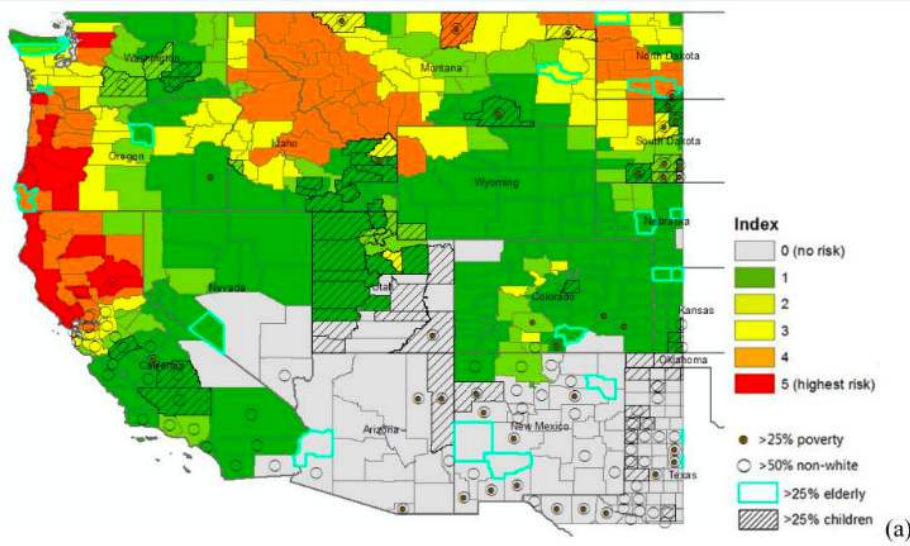 Washington
Montana
North Dakota
Oregon
Idaho
South Dakota
Wyoming
Nebraska
Nevada
Utah
Colorado
Kansas
California
Oklahoma
Arizona
New Mexico
Texas
Index
0 (no risk)
1
2
3
4
5 (highest risk)
>25% poverty
>50% non-white
>25% elderly
>25% children
(a)